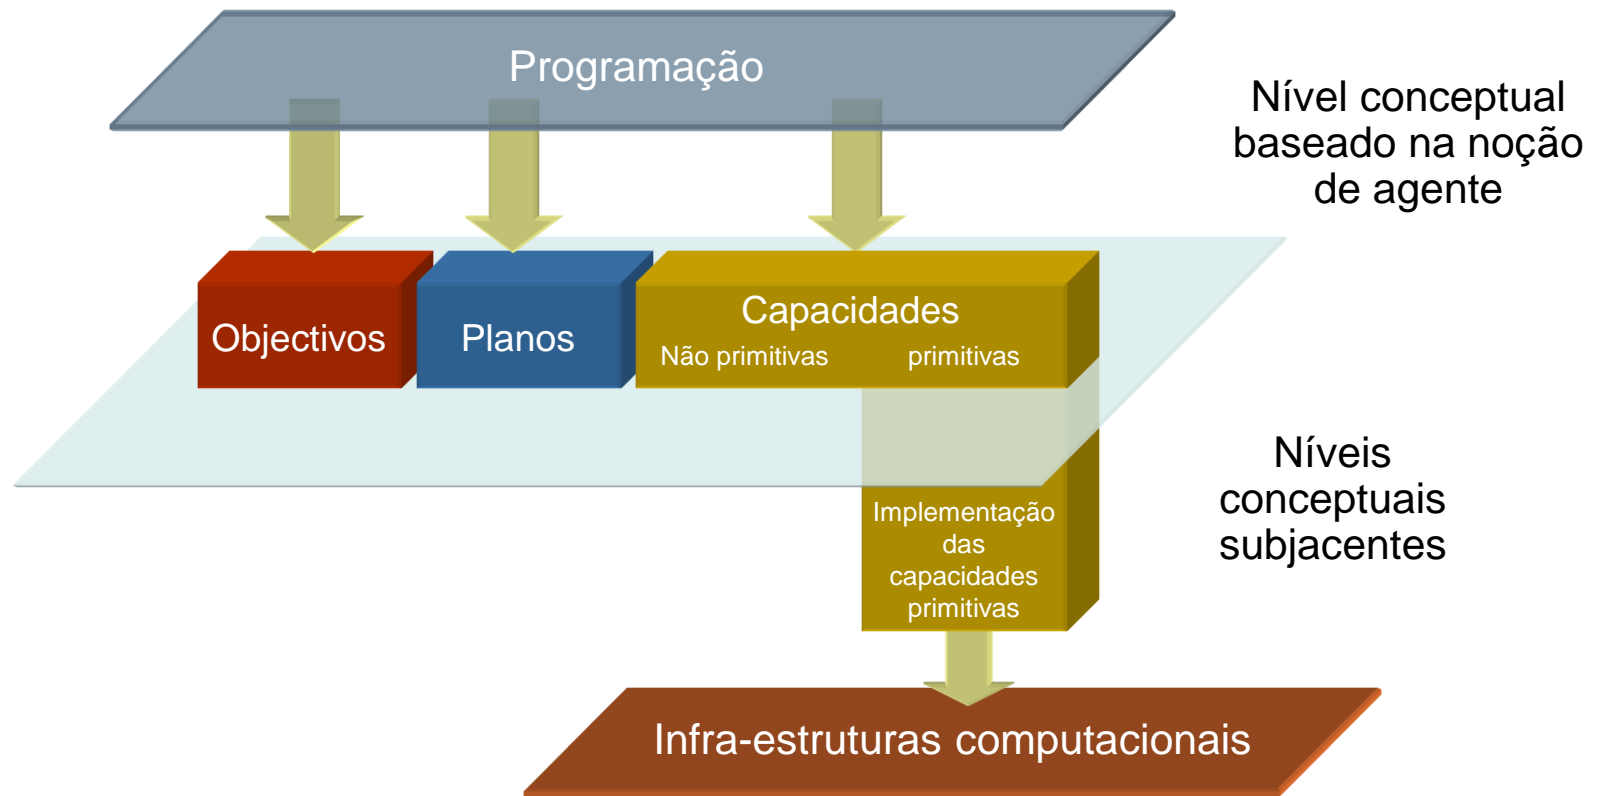 Programação
Nível conceptual
baseado na noção
de agente
Objectivos
Planos
Capacidades
Não primitivas
primitivas
Níveis
conceptuais
subjacentes
Implementação
das
capacidades
primitivas
Infra-estruturas computacionais